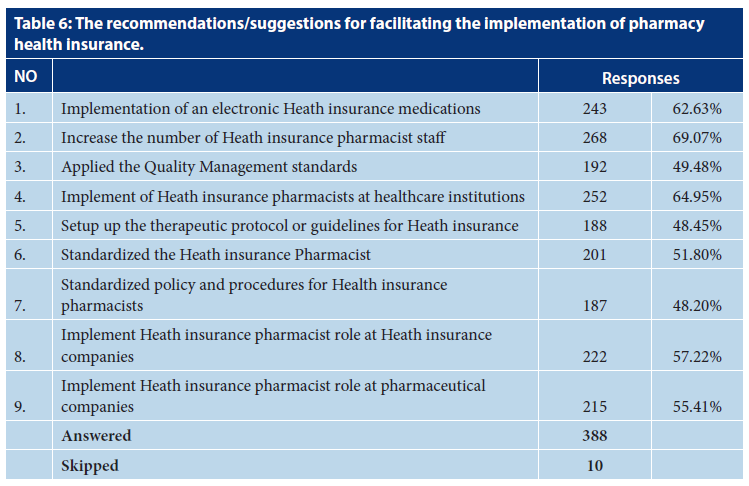 Table 6: The recommendations/suggestions for facilitating the implementation of pharmacy
health insurance.
NO Responses
1. Implementation of an electronic Heath insurance medications 243 62.63%
2. Increase the number of Heath insurance pharmacist staff 268 69.07%
3. Applied the Quality Management standards 192 49.48%
4. Implement of Heath insurance pharmacists at healthcare institutions 252 64.95%
5. Setup up the therapeutic protocol or guidelines for Heath insurance 188 48.45%
6. Standardized the Heath insurance Pharmacist 201 51.80%
Standardized policy and procedures for Health insurance
7. pharmacists 187 48.20%
Implement Heath insurance pharmacist role at Heath insurance
8. companies 222 57.22%
Implement Heath insurance pharmacist role at pharmaceutical
9. companies 215 55.41%
Answered 388
Skipped 10